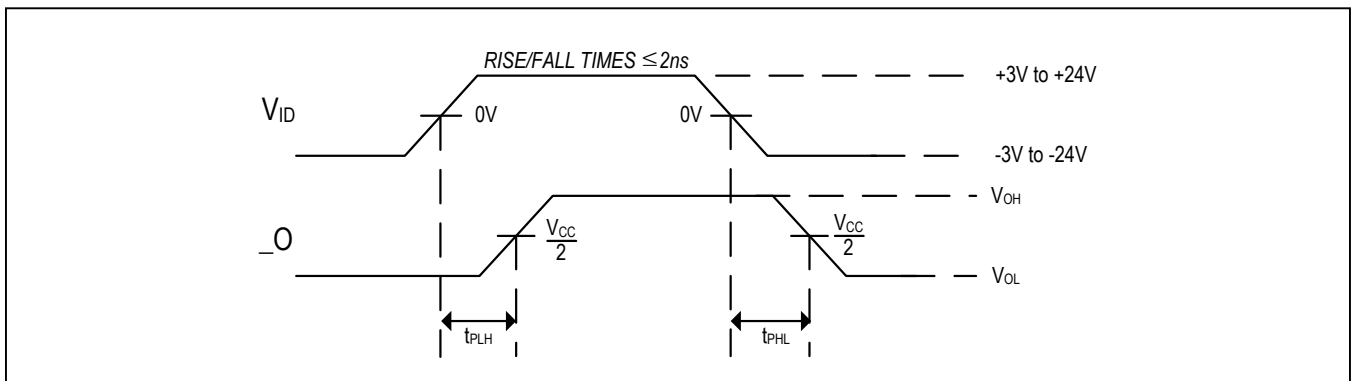 RISE/FALL TIMES ≤2ns
+3V to +24V
VID
0V
0V
-3V to -24V
VOH
_O
VCC
2
VCC
2
VOL
tPLH
tPHL